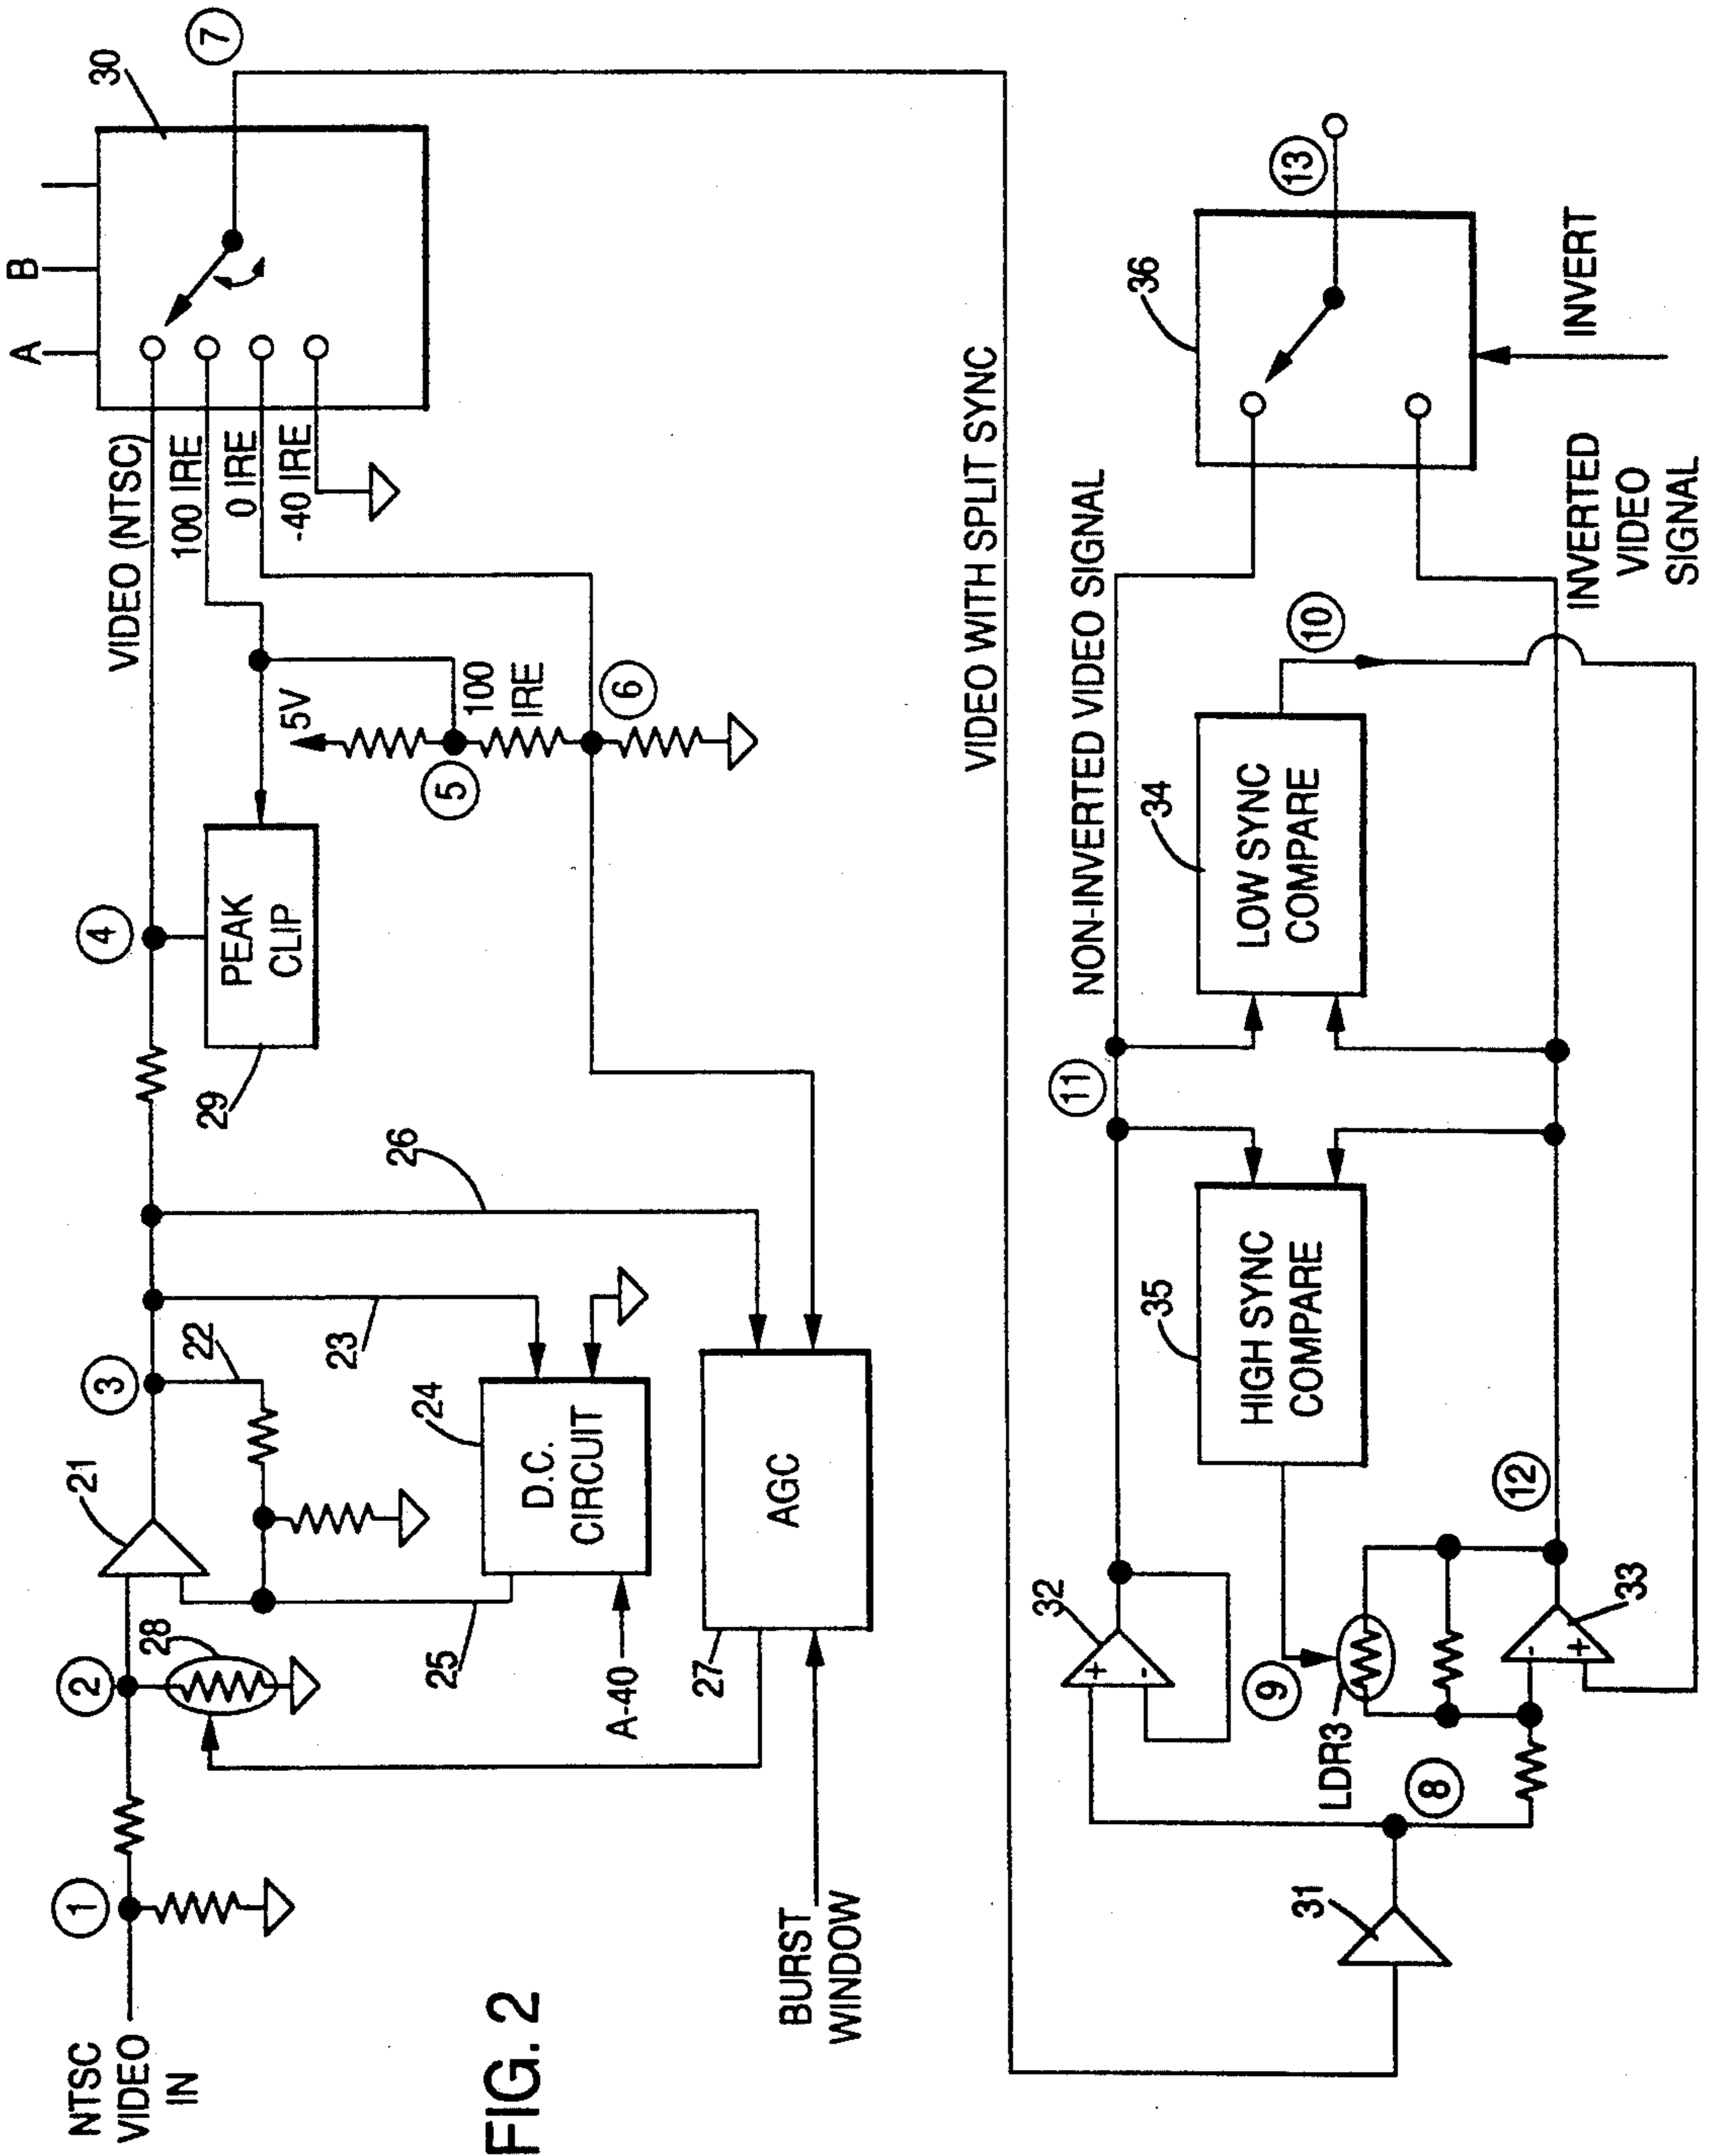 NTSC
VIDEO
IN
1
2
28
21
3
22
23
26
4
VIDEO (NTSC)
100 IRE
0 IRE
-40 IRE
A
B
30
7
25
A-40
24
D.C.
CIRCUIT
27
AGC
BURST
WINDOW
29
PEAK
CLIP
5V
5
100
IRE
6
FIG. 2
VIDEO WITH SPLIT SYNC
31
8
32
LDR3
9
33
12
35
HIGH SYNC
COMPARE
11
NON-INVERTED VIDEO SIGNAL
34
LOW SYNC
COMPARE
10
36
13
INVERT
INVERTED
VIDEO
SIGNAL
+
-
-
+